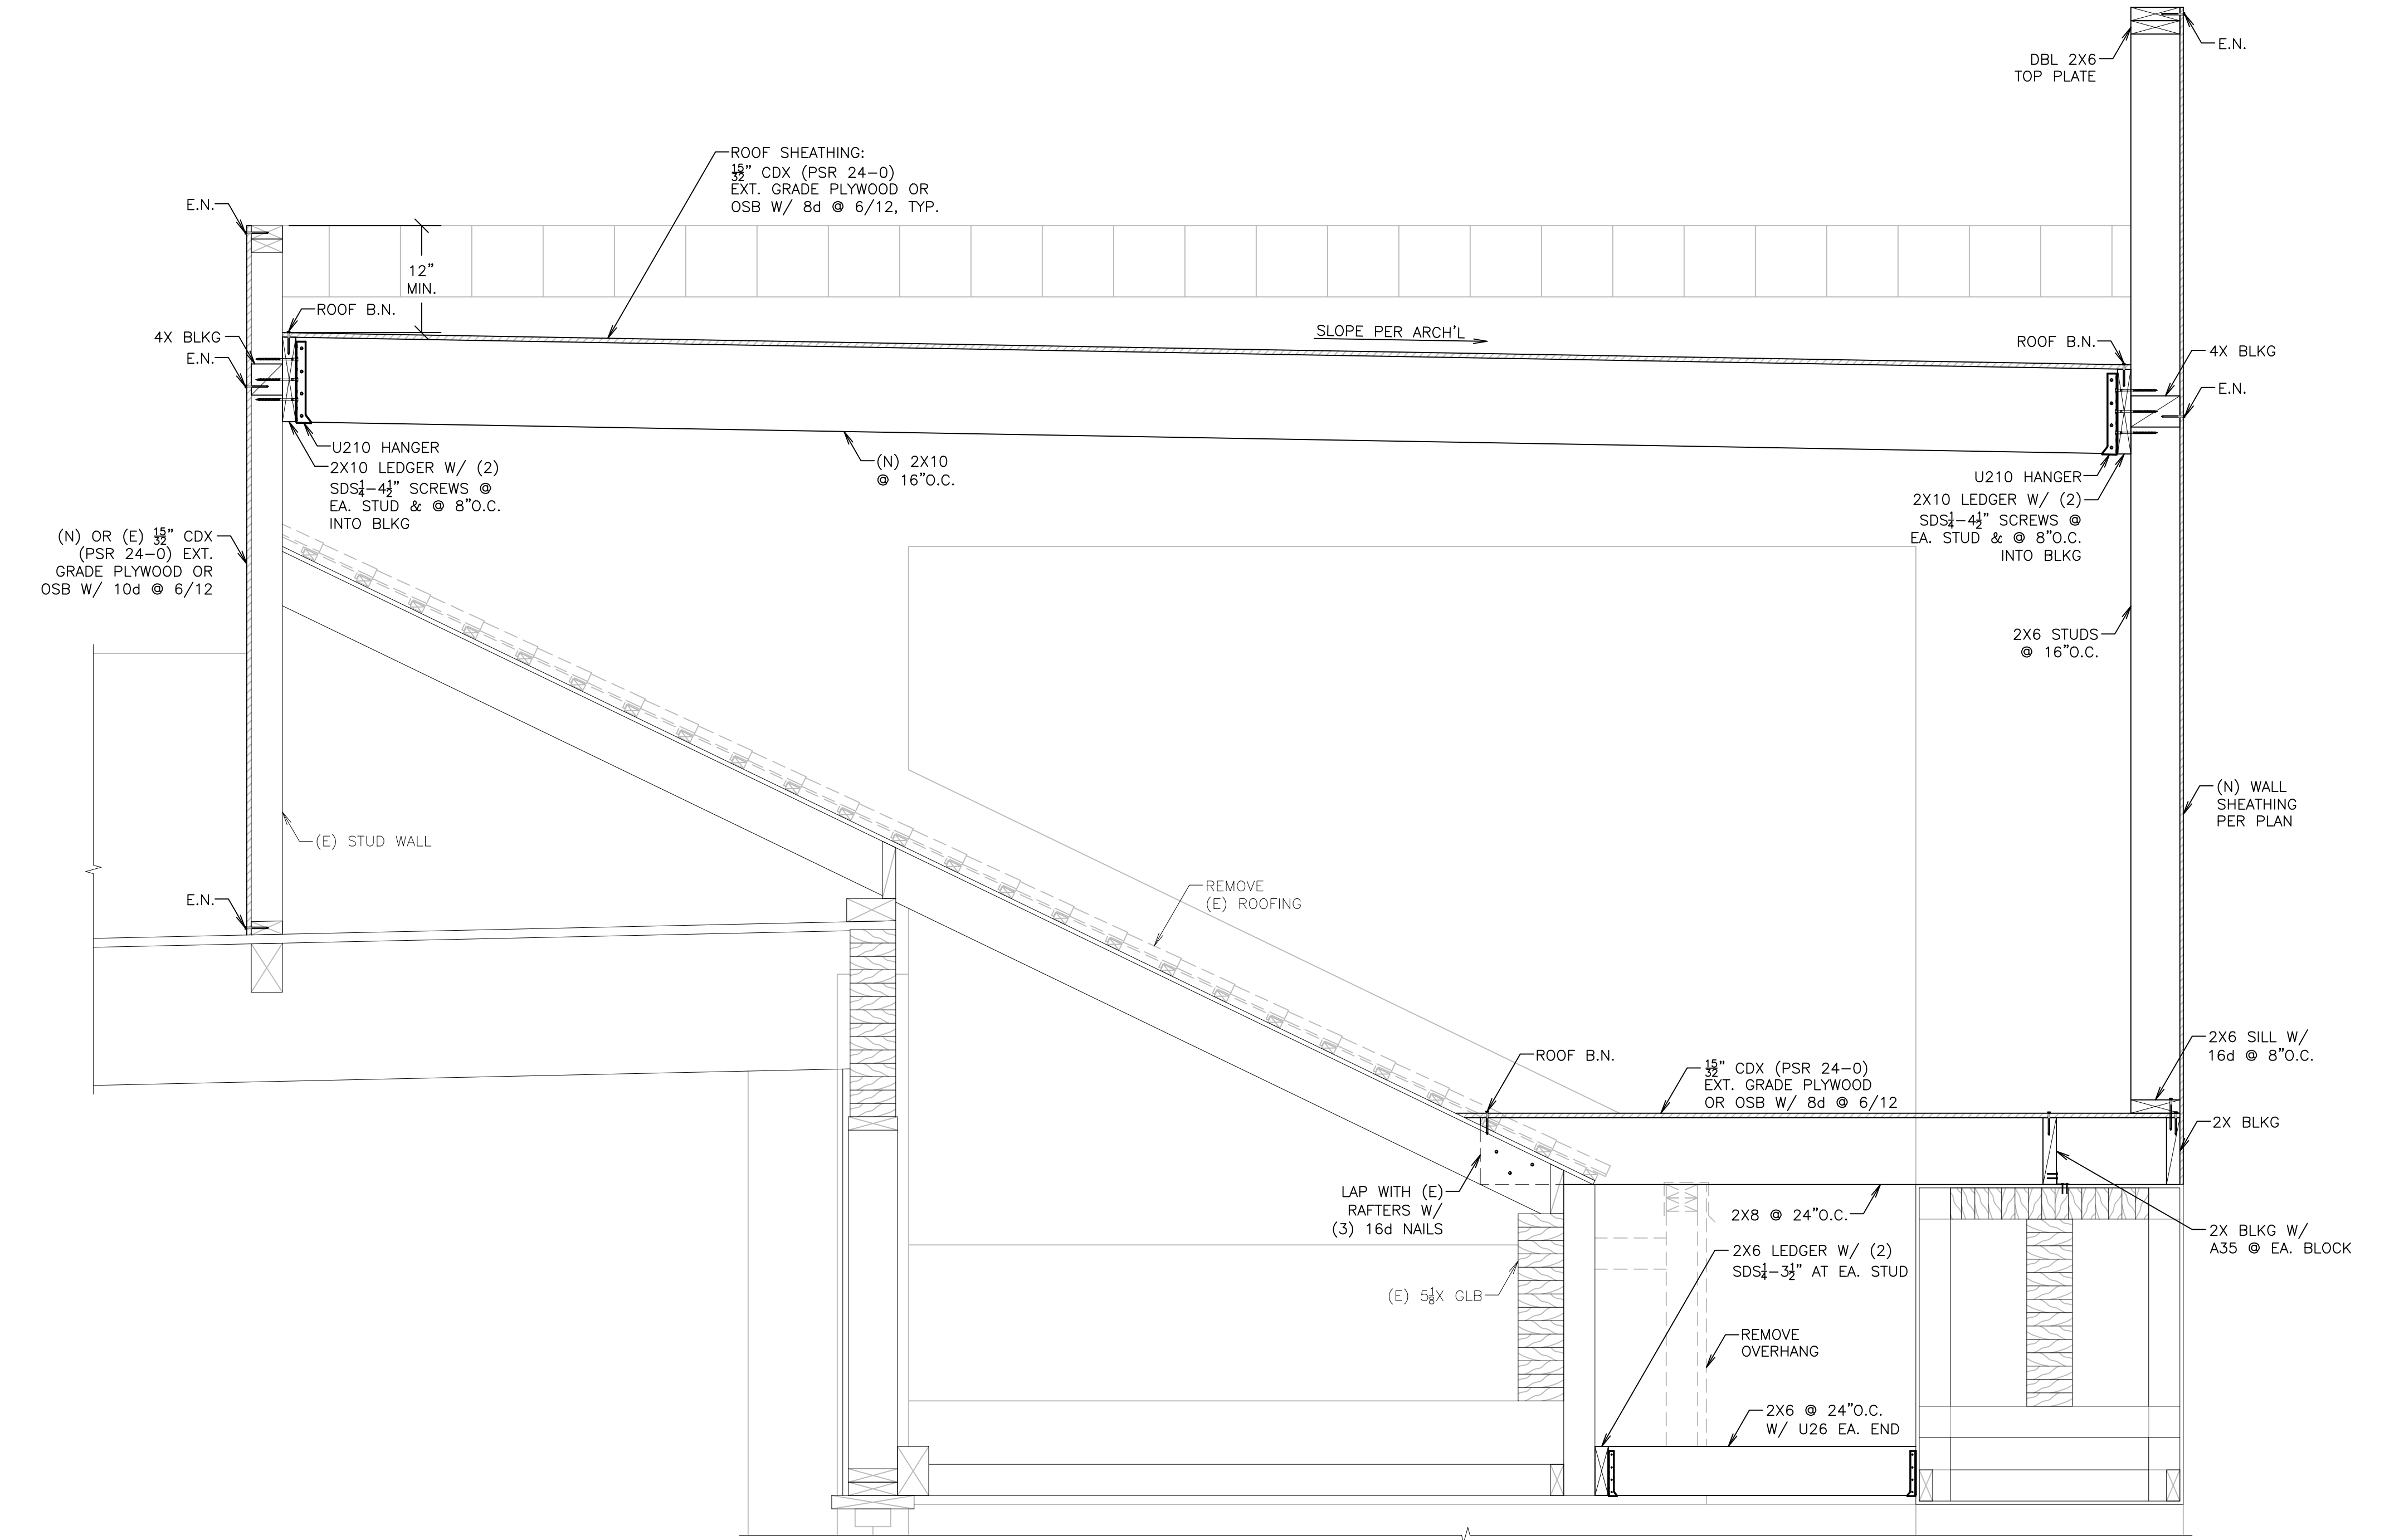 E.N.
DBL 2X6
TOP PLATE
ROOF SHEATHING:
15/32" CDX (PSR 24-0)
EXT. GRADE PLYWOOD OR
OSB W/ 8d @ 6/12, TYP.
E.N.
12"
MIN.
ROOF B.N.
4X BLKG
E.N.
SLOPE PER ARCH'L
ROOF B.N.
4X BLKG
E.N.
U210 HANGER
2X10 LEDGER W/ (2)
SDS1/4-4 1/2" SCREWS @
EA. STUD & @ 8"O.C.
INTO BLKG
(N) 2X10
@ 16"O.C.
U210 HANGER
2X10 LEDGER W/ (2)
SDS1/4-4 1/2" SCREWS @
EA. STUD & @ 8"O.C.
INTO BLKG
(N) OR (E) 15/32" CDX
(PSR 24-0) EXT.
GRADE PLYWOOD OR
OSB W/ 10d @ 6/12
2X6 STUDS
@ 16"O.C.
(N) WALL
SHEATHING
PER PLAN
(E) STUD WALL
E.N.
REMOVE
(E) ROOFING
2X6 SILL W/
16d @ 8"O.C.
ROOF B.N.
15/32" CDX (PSR 24-0)
EXT. GRADE PLYWOOD
OR OSB W/ 8d @ 6/12
2X BLKG
LAP WITH (E)
RAFTERS W/
(3) 16d NAILS
2X8 @ 24"O.C.
2X BLKG W/
A35 @ EA. BLOCK
2X6 LEDGER W/ (2)
SDS1/4-3 1/2" AT EA. STUD
(E) 5 1/8X GLB
REMOVE
OVERHANG
2X6 @ 24"O.C.
W/ U26 EA. END